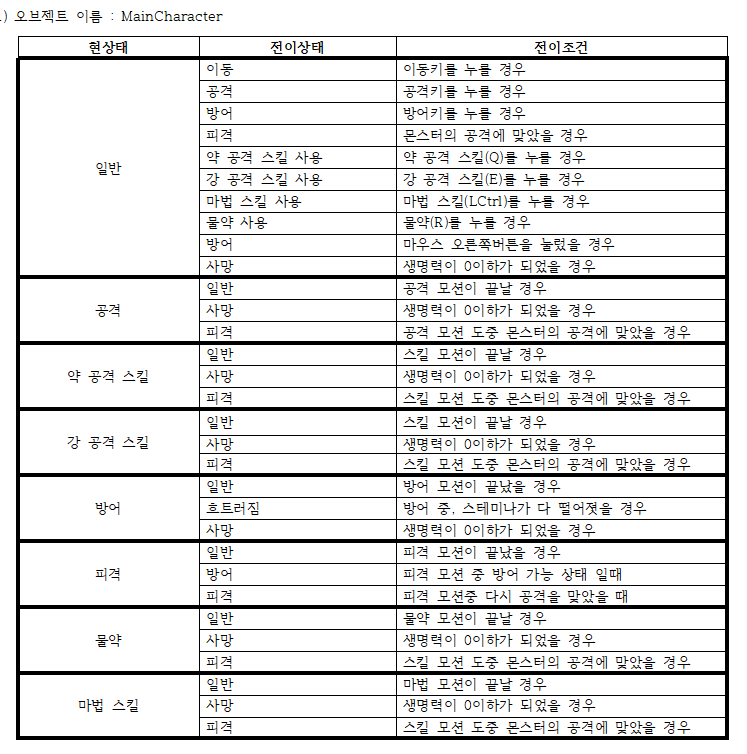 .) 오브젝트 이름 : MainCharacter
현상태 전이상태 전이조건
일반
이동 이동키를 누를 경우
공격 공격키를 누를 경우
방어 방어키를 누를 경우
피격 몬스터의 공격에 맞았을 경우
약 공격 스킬 사용 약 공격 스킬(Q)를 누를 경우
강 공격 스킬 사용 강 공격 스킬(E)를 누를 경우
마법 스킬 사용 마법 스킬(LCtrl)를 누를 경우
물약 사용 물약(R)를 누를 경우
방어 마우스 오른쪽버튼을 눌렀을 경우
사망 생명력이 0이하가 되었을 경우
공격
일반 공격 모션이 끝날 경우
사망 생명력이 0이하가 되었을 경우
피격 공격 모션 도중 몬스터의 공격에 맞았을 경우
약 공격 스킬
일반 스킬 모션이 끝날 경우
사망 생명력이 0이하가 되었을 경우
피격 스킬 모션 도중 몬스터의 공격에 맞았을 경우
강 공격 스킬
일반 스킬 모션이 끝날 경우
사망 생명력이 0이하가 되었을 경우
피격 스킬 모션 도중 몬스터의 공격에 맞았을 경우
방어
일반 방어 모션이 끝났을 경우
흐트러짐 방어 중, 스테미나가 다 떨어졋을 경우
사망 생명력이 0이하가 되었을 경우
피격
일반 피격 모션이 끝났을 경우
방어 피격 모션 중 방어 가능 상태 일때
피격 피격 모션중 다시 공격을 맞았을 때
물약
일반 물약 모션이 끝날 경우
사망 생명력이 0이하가 되었을 경우
피격 스킬 모션 도중 몬스터의 공격에 맞았을 경우
마법 스킬
일반 마법 모션이 끝날 경우
사망 생명력이 0이하가 되었을 경우
피격 스킬 모션 도중 몬스터의 공격에 맞았을 경우